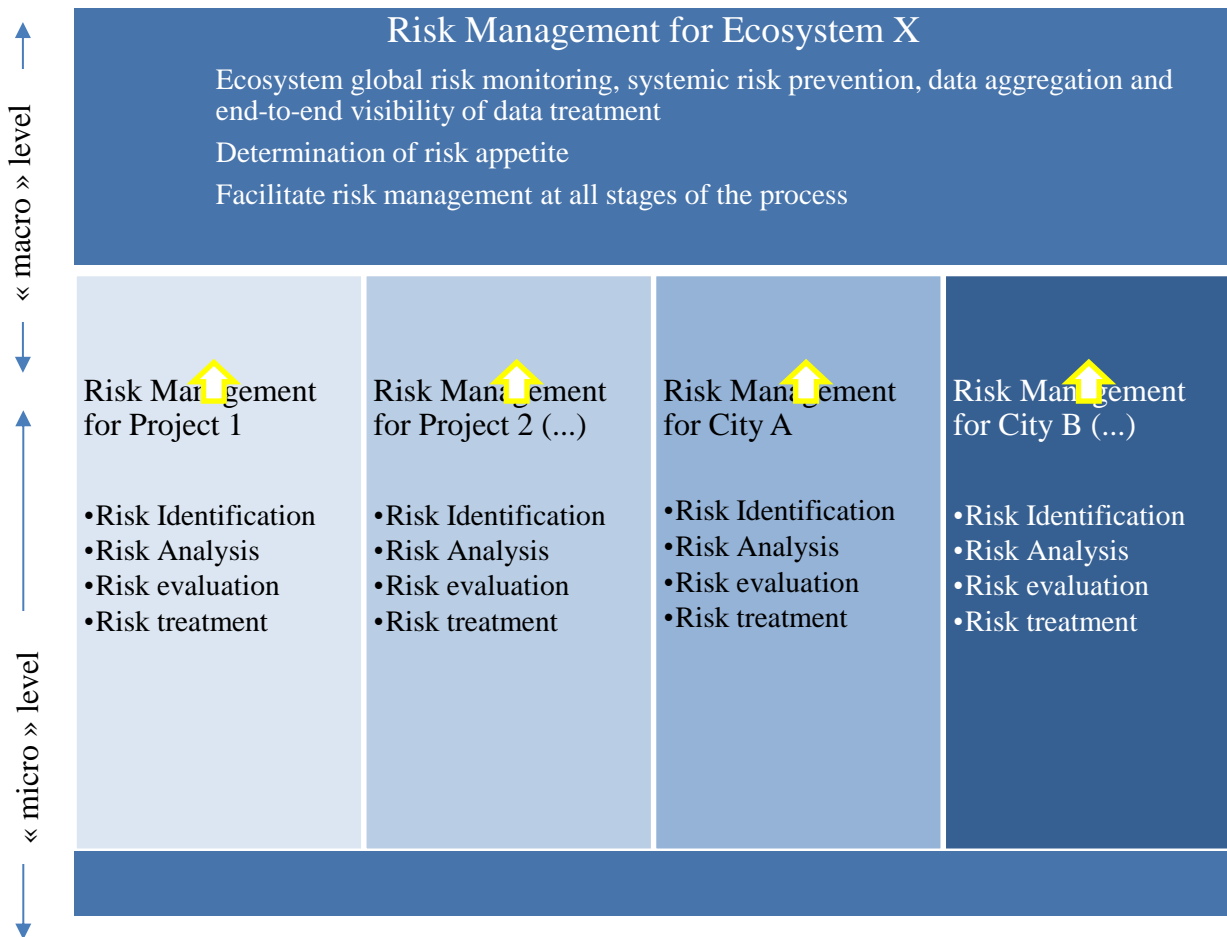 Risk Management for Ecosystem X
Ecosystem global risk monitoring, systemic risk prevention, data aggregation and
end-to-end visibility of data treatment
Determination of risk appetite
Facilitate risk management at all stages of the process
« macro » level
« micro » level
Risk Management
for Project 1
•Risk Identification
•Risk Analysis
•Risk evaluation
•Risk treatment
Risk Management
for Project 2 (...)
•Risk Identification
•Risk Analysis
•Risk evaluation
•Risk treatment
Risk Management
for City A
•Risk Identification
•Risk Analysis
•Risk evaluation
•Risk treatment
Risk Management
for City B (...)
•Risk Identification
•Risk Analysis
•Risk evaluation
•Risk treatment